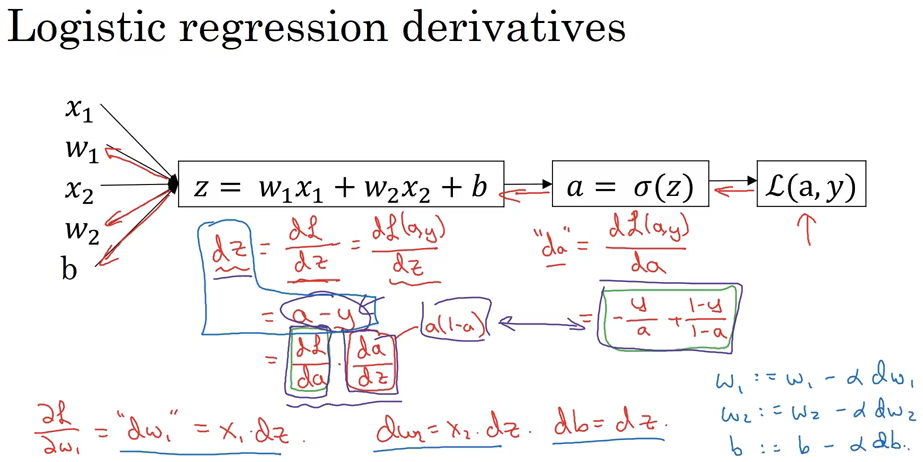 Logistic regression derivatives
x₁
w₁
x₂
w₂
b
z = w₁x₁ + w₂x₂ + b
a = σ(z)
ℒ(a, y)
dz = dℒ/dz = dℒ(a,y)/dz
= a - y
= dℒ/da · da/dz
a(1-a)
"da" = dℒ(a,y)/da
= -y/a + 1-y/1-a
∂ℒ/∂w₁ = "dw₁" = x₁·dz. dw₂ = x₂·dz. db = dz.
w₁ := w₁ - α dw₁
w₂ := w₂ - α dw₂
b := b - α db.